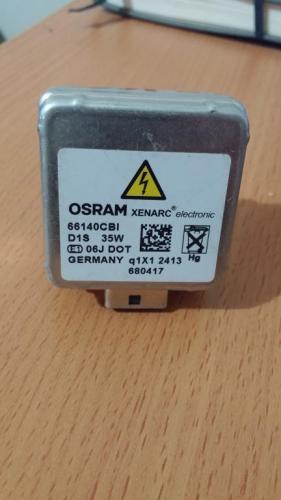 OSRAM XENARC® electronic
66140CBI
D1S 35W
E1 06J DOT
GERMANY q1X1 2413
680417
Hg